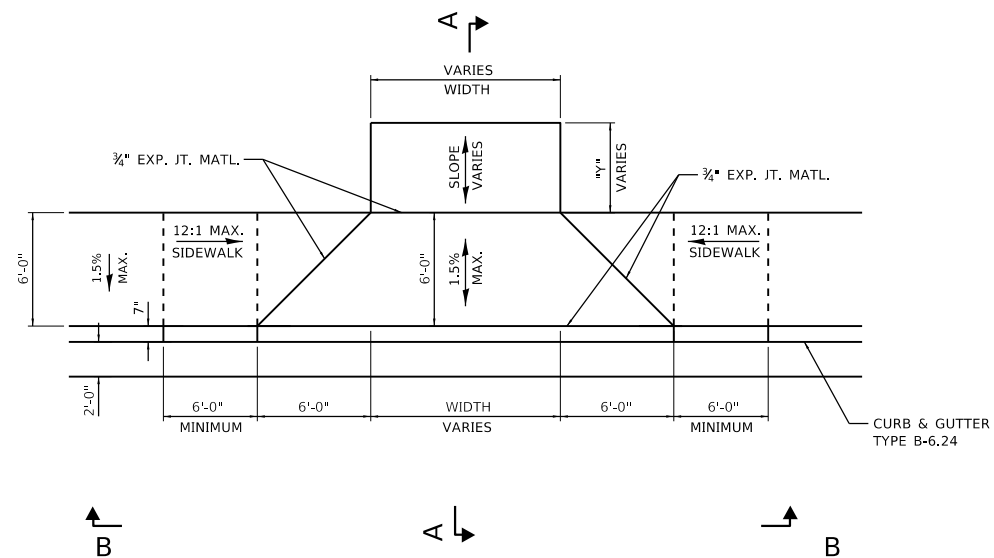 A
VARIES
WIDTH
¾" EXP. JT. MATL.
SLOPE
VARIES
"Y"
VARIES
¾" EXP. JT. MATL.
6'-0"
1.5%
MAX.
12:1 MAX.
SIDEWALK
6'-0"
1.5%
MAX.
12:1 MAX.
SIDEWALK
7"
2'-0"
6'-0"
MINIMUM
6'-0"
WIDTH
VARIES
6'-0"
6'-0"
MINIMUM
CURB & GUTTER
TYPE B-6.24
B
A
B